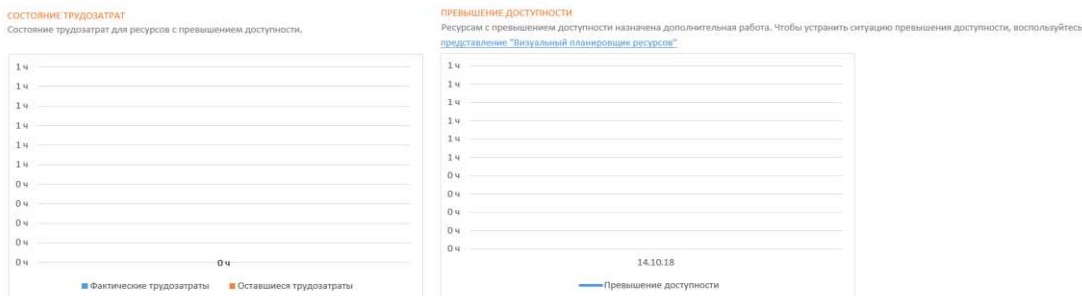 СОСТОЯНИЕ ТРУДОЗАТРАТ
Состояние трудозатрат для ресурсов с превышением доступности.
1 ч
1 ч
1 ч
1 ч
1 ч
1 ч
0 ч
0 ч
0 ч
0 ч
0 ч
0 ч
Фактические трудозатраты
Оставшиеся трудозатраты
ПРЕВЫШЕНИЕ ДОСТУПНОСТИ
Ресурсам с превышением доступности назначена дополнительная работа. Чтобы устранить ситуацию превышения доступности, воспользуйтесь
представление "Визуальный планировщик ресурсов"
1 ч
1 ч
1 ч
1 ч
1 ч
1 ч
0 ч
0 ч
0 ч
0 ч
0 ч
14.10.18
Превышение доступности